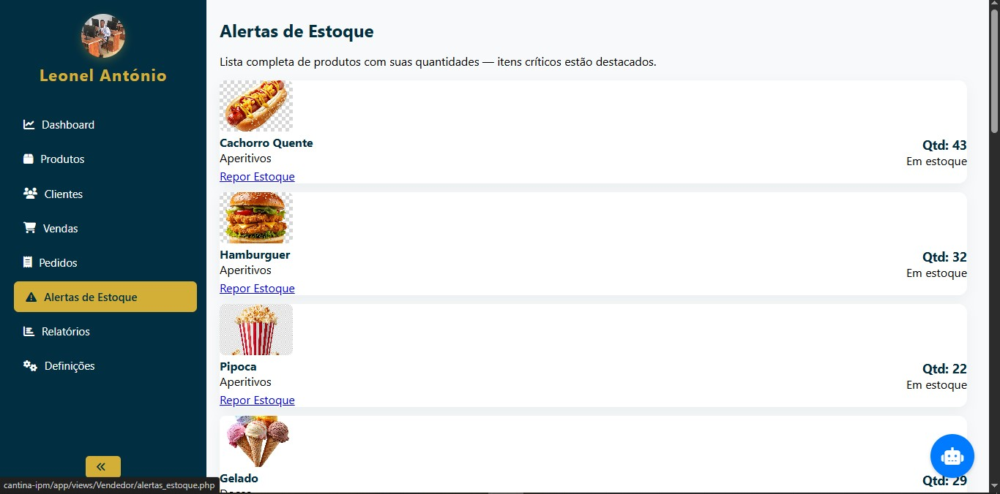 Leonel António
Dashboard
Produtos
Clientes
Vendas
Pedidos
Alertas de Estoque
Relatórios
Definições
cantina-ipm/app/views/Vendedor/alertas_estoque.php
Alertas de Estoque
Lista completa de produtos com suas quantidades — itens críticos estão destacados.
Cachorro Quente
Aperitivos
Repor Estoque
Qtd: 43
Em estoque
Hamburguer
Aperitivos
Repor Estoque
Qtd: 32
Em estoque
Pipoca
Aperitivos
Repor Estoque
Qtd: 22
Em estoque
Gelado
Qtd: 29